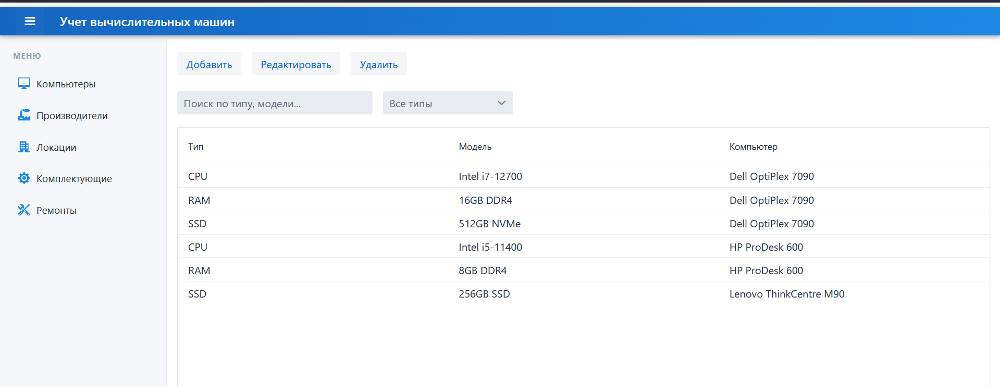 Учет вычислительных машин
МЕНЮ
Компьютеры
Производители
Локации
Комплектующие
Ремонты
Добавить Редактировать Удалить
Поиск по типу, модели... Все типы
Тип Модель Компьютер
CPU Intel i7-12700 Dell OptiPlex 7090
RAM 16GB DDR4 Dell OptiPlex 7090
SSD 512GB NVMe Dell OptiPlex 7090
CPU Intel i5-11400 HP ProDesk 600
RAM 8GB DDR4 HP ProDesk 600
SSD 256GB SSD Lenovo ThinkCentre M90